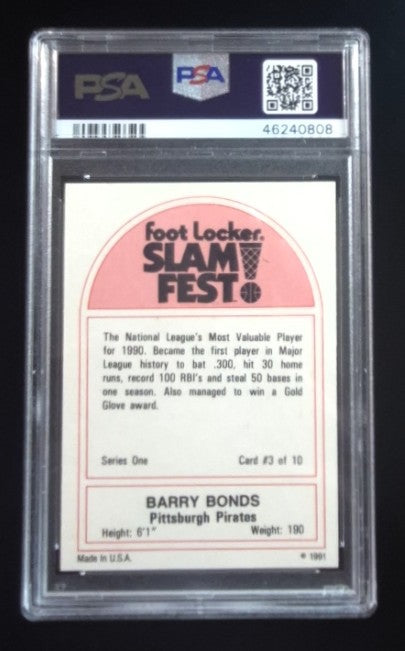 PSA
PSA
46240808
foot Locker®
SLAM
FEST!
The National League's Most Valuable Player
for 1990. Became the first player in Major
League history to bat .300, hit 30 home
runs, record 100 RBI's and steal 50 bases in
one season. Also managed to win a Gold
Glove award.
Series One Card #3 of 10
BARRY BONDS
Pittsburgh Pirates
Height: 6'1" Weight: 190
Made in U.S.A. © 1991